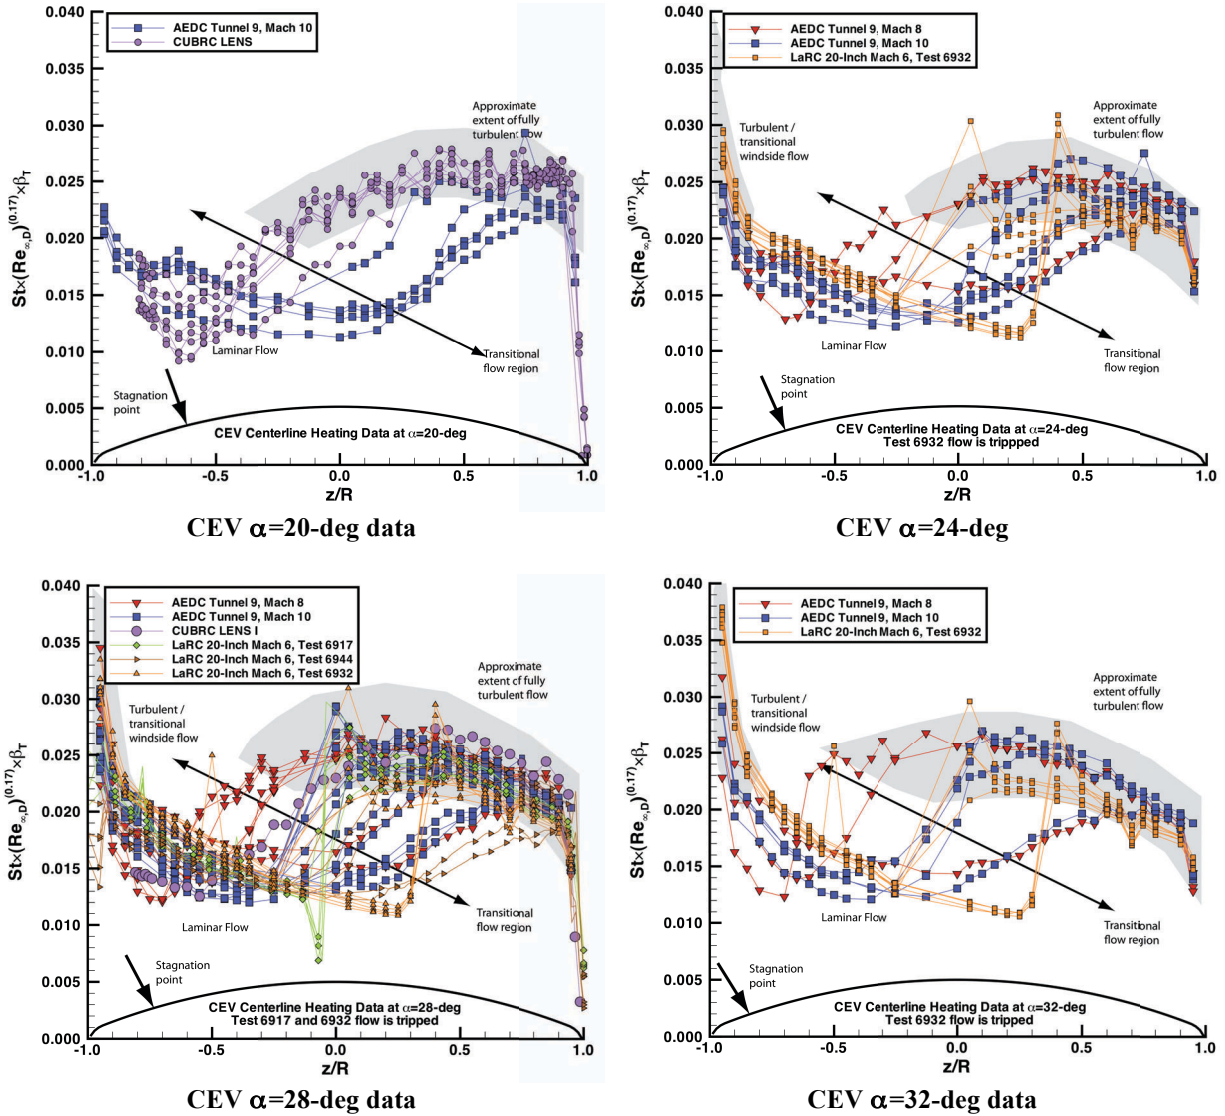 AEDC Tunnel 9, Mach 10
CUBRC LENS
Approximate
extent of fully
turbulent flow
Laminar Flow
Transitional
flow region
Stagnation
point
CEV Centerline Heating Data at α=20-deg
0.040
0.035
0.030
0.025
0.020
0.015
0.010
0.005
0.000
St×(Re∞,D)(0.17)×βT
-1.0 -0.5 0.0 0.5 1.0
z/R
CEV α=20-deg data
AEDC Tunnel 9, Mach 8
AEDC Tunnel 9, Mach 10
LaRC 20-Inch Mach 6, Test 6932
Approximate
extent of fully
turbulent flow
Turbulent /
transitional
windside flow
Laminar Flow
Transitional
flow region
Stagnation
point
CEV Centerline Heating Data at α=24-deg
Test 6932 flow is trippped
0.040
0.035
0.030
0.025
0.020
0.015
0.010
0.005
0.000
St×(Re∞,D)(0.17)×βT
-1.0 -0.5 0.0 0.5 1.0
z/R
CEV α=24-deg
AEDC Tunnel 9, Mach 8
AEDC Tunnel 9, Mach 10
CUBRC LENS I
LaRC 20-Inch Mach 6, Test 6917
LaRC 20-Inch Mach 6, Test 6944
LaRC 20-Inch Mach 6, Test 6932
Approximate
extent of fully
turbulent flow
Turbulent /
transitional
windside flow
Laminar Flow
Transitional
flow region
Stagnation
point
CEV Centerline Heating Data at α=28-deg
Test 6917 and 6932 flow is tripped
0.040
0.035
0.030
0.025
0.020
0.015
0.010
0.005
0.000
St×(Re∞,D)(0.17)×βT
-1.0 -0.5 0.0 0.5 1.0
z/R
CEV α=28-deg data
AEDC Tunnel 9, Mach 8
AEDC Tunnel 9, Mach 10
LaRC 20-Inch Mach 6, Test 6932
Approximate
extent of fully
turbulent flow
Turbulent /
transitional
windside flow
Laminar Flow
Transitional
flow region
Stagnation
point
CEV Centerline Heating Data at α=32-deg
Test 6932 flow is tripped
0.040
0.035
0.030
0.025
0.020
0.015
0.010
0.005
0.000
St×(Re∞,D)(0.17)×βT
-1.0 -0.5 0.0 0.5 1.0
z/R
CEV α=32-deg data